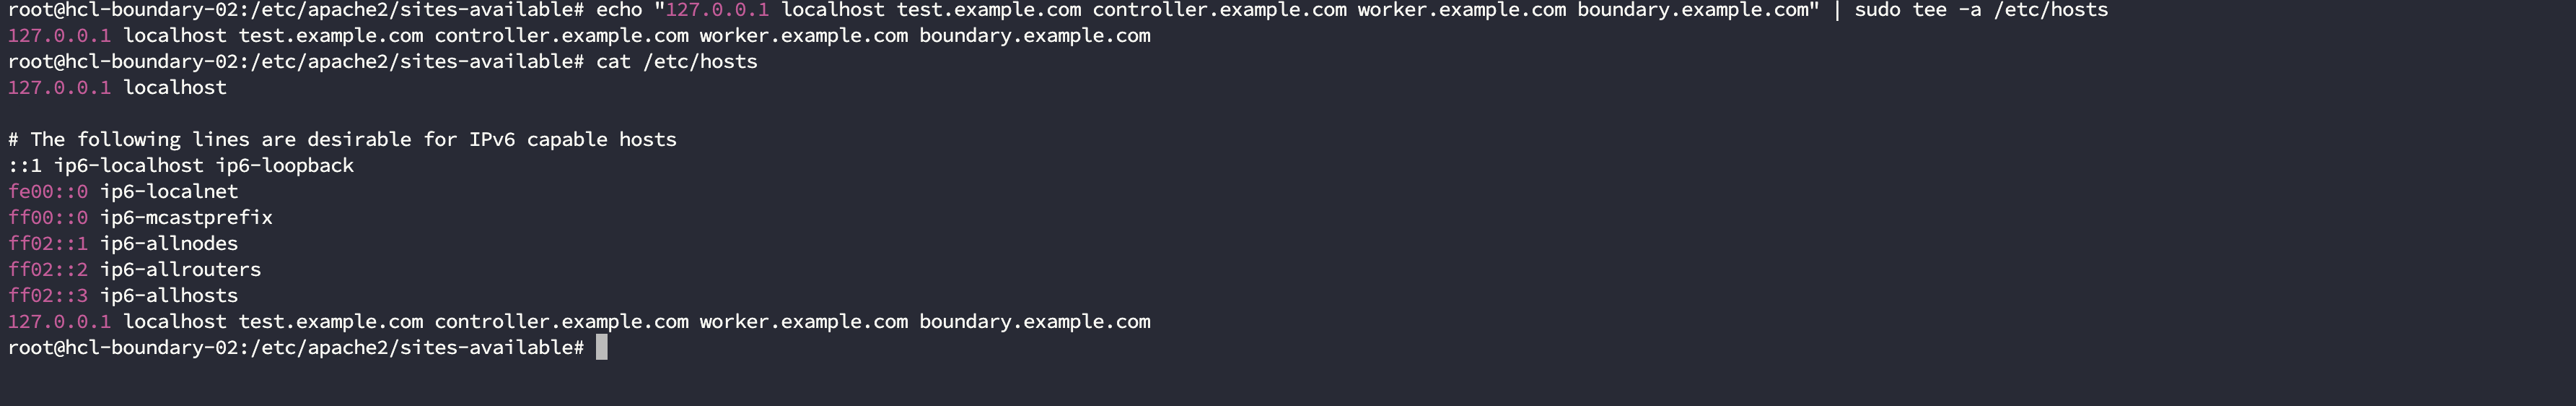 root@hcl-boundary-02:/etc/apache2/sites-available# echo "127.0.0.1 localhost test.example.com controller.example.com worker.example.com boundary.example.com" | sudo tee -a /etc/hosts
127.0.0.1 localhost test.example.com controller.example.com worker.example.com boundary.example.com
root@hcl-boundary-02:/etc/apache2/sites-available# cat /etc/hosts
127.0.0.1 localhost

# The following lines are desirable for IPv6 capable hosts
::1 ip6-localhost ip6-loopback
fe00::0 ip6-localnet
ff00::0 ip6-mcastprefix
ff02::1 ip6-allnodes
ff02::2 ip6-allrouters
ff02::3 ip6-allhosts
127.0.0.1 localhost test.example.com controller.example.com worker.example.com boundary.example.com
root@hcl-boundary-02:/etc/apache2/sites-available#